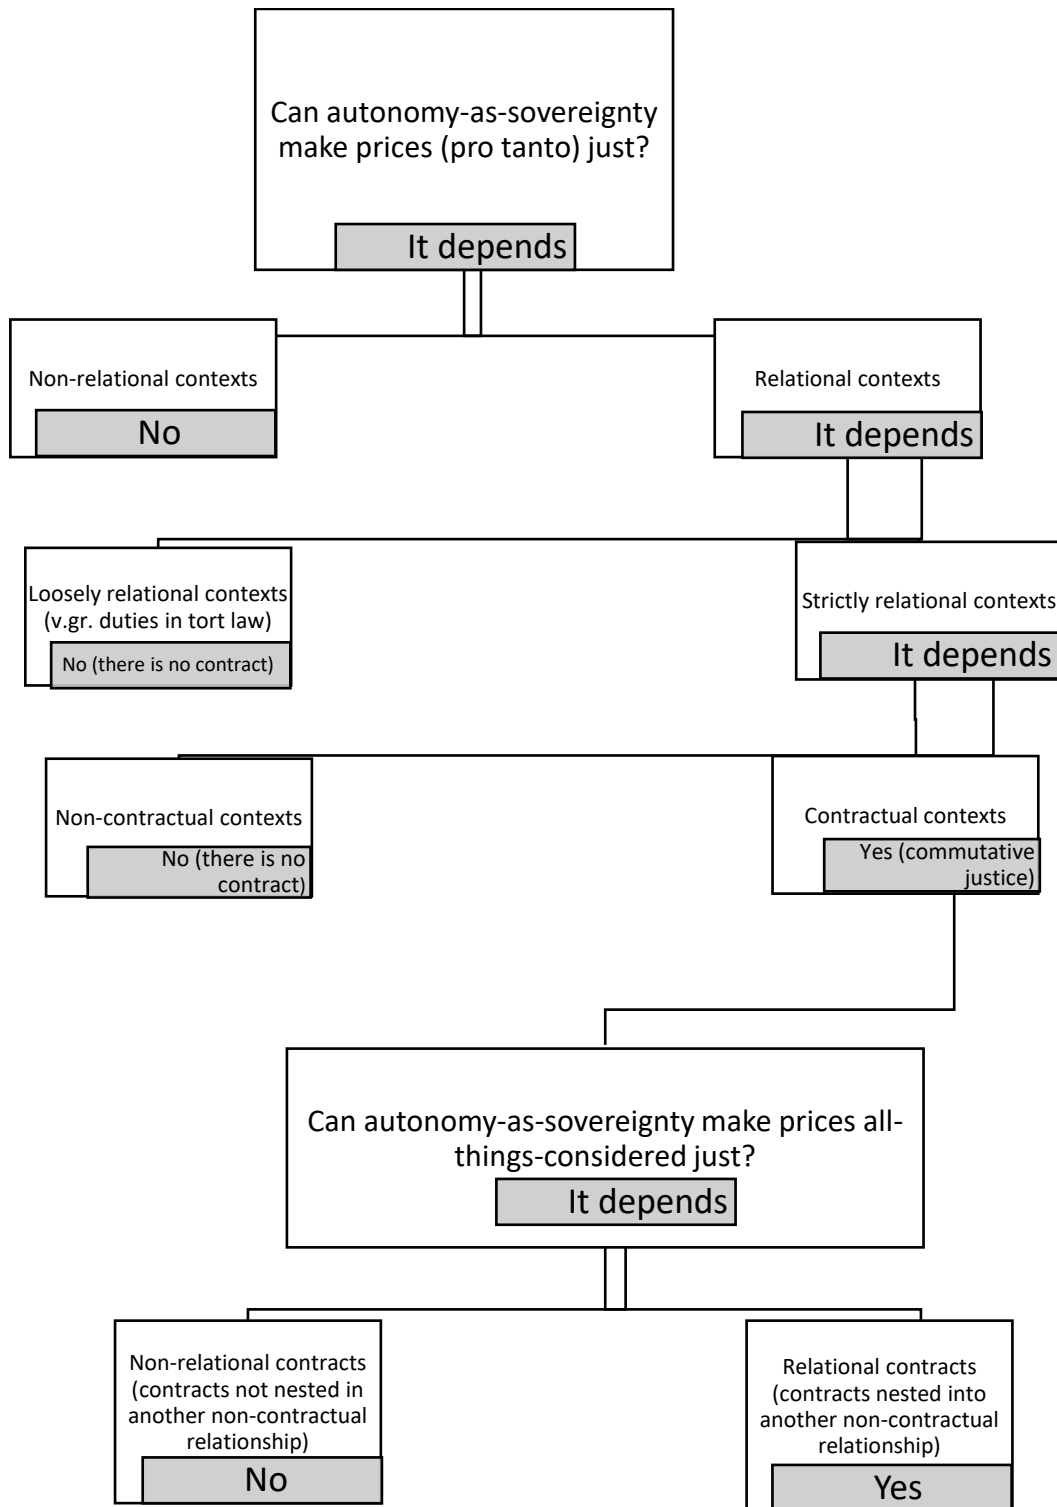 Can autonomy-as-sovereignty
make prices (pro tanto) just?
It depends
Non-relational contexts
No
Relational contexts
It depends
Loosely relational contexts
(v.gr. duties in tort law)
No (there is no contract)
Strictly relational contexts
It depends
Non-contractual contexts
No (there is no
contract)
Contractual contexts
Yes (commutative
justice)
Can autonomy-as-sovereignty make prices all-
things-considered just?
It depends
Non-relational contracts
(contracts not nested in
another non-contractual
relationship)
No
Relational contracts
(contracts nested into
another non-contractual
relationship)
Yes